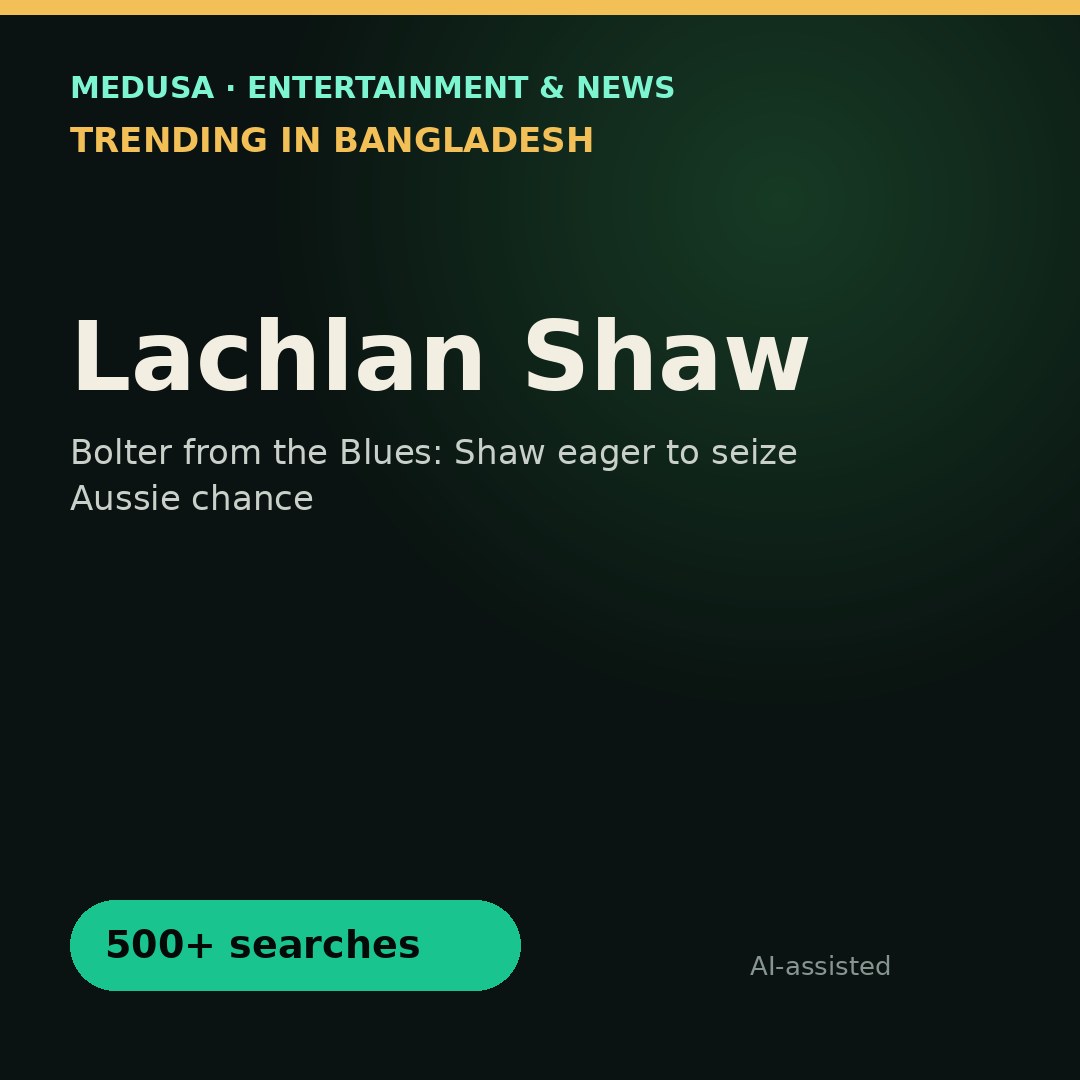 MEDUSA · ENTERTAINMENT & NEWS
TRENDING IN BANGLADESH
Lachlan Shaw
Bolter from the Blues: Shaw eager to seize
Aussie chance
500+ searches
AI-assisted